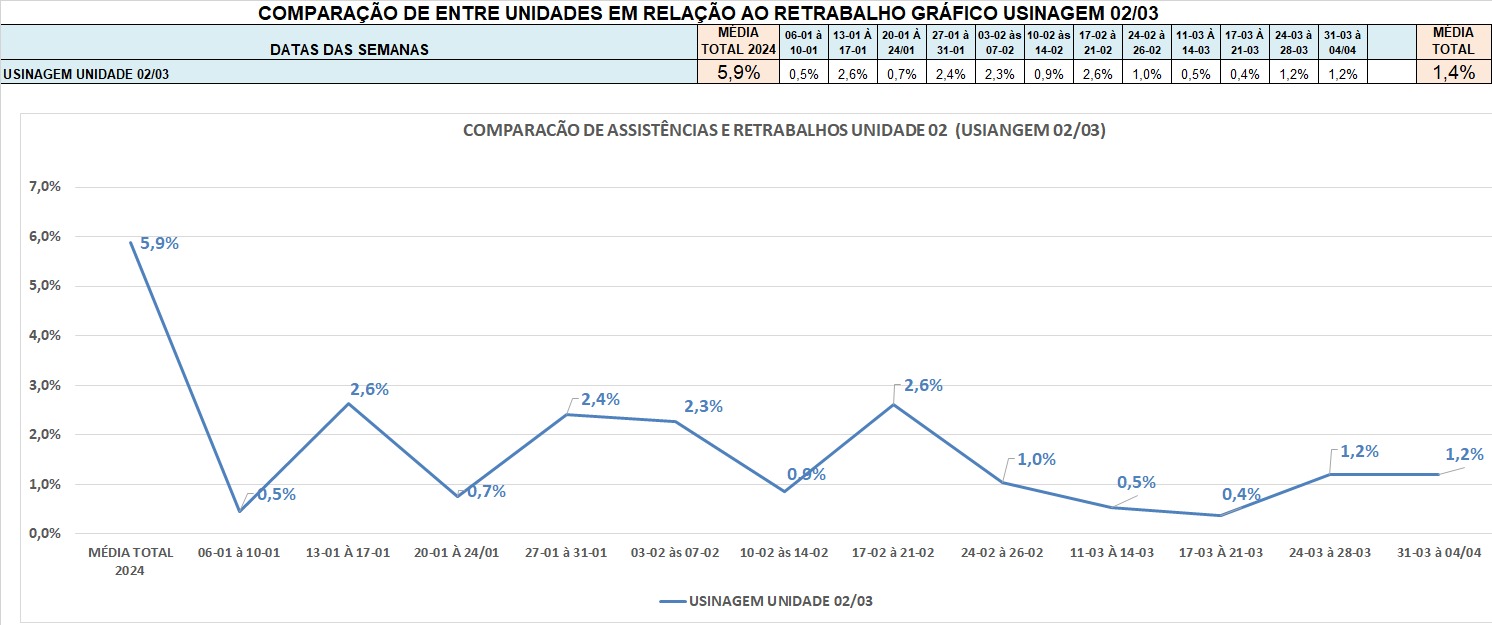 COMPARAÇÃO DE ENTRE UNIDADES EM RELAÇÃO AO RETRABALHO GRÁFICO USINAGEM 02/03
DATAS DAS SEMANAS
MÉDIA
TOTAL 2024
06-01 à
10-01
13-01 À
17-01
20-01 À
24/01
27-01 à
31-01
03-02 às
07-02
10-02 às
14-02
17-02 à
21-02
24-02 à
26-02
11-03 À
14-03
17-03 À
21-03
24-03 à
28-03
31-03 à
04/04
MÉDIA
TOTAL
USINAGEM UNIDADE 02/03 5,9% 0,5% 2,6% 0,7% 2,4% 2,3% 0,9% 2,6% 1,0% 0,5% 0,4% 1,2% 1,2% 1,4%
COMPARACÃO DE ASSISTÊNCIAS E RETRABALHOS UNIDADE 02 (USIANGEM 02/03)
7,0%
6,0%
5,0%
4,0%
3,0%
2,0%
1,0%
0,0%
5,9%
0,5%
2,6%
0,7%
2,4%
2,3%
0,9%
2,6%
1,0%
0,5%
0,4%
1,2%
1,2%
MÉDIA TOTAL
2024
06-01 à 10-01
13-01 À 17-01
20-01 À 24/01
27-01 à 31-01
03-02 às 07-02
10-02 às 14-02
17-02 à 21-02
24-02 à 26-02
11-03 À 14-03
17-03 À 21-03
24-03 à 28-03
31-03 à 04/04
USINAGEM UNIDADE 02/03